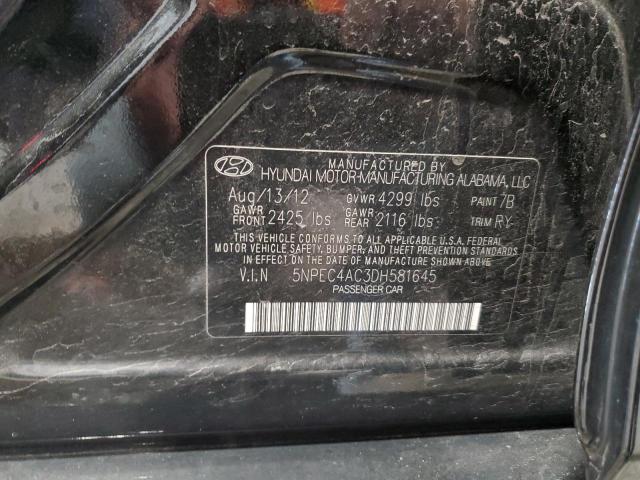 MANUFACTURED BY
HYUNDAI MOTOR-MANUFACTURING ALABAMA, LLC
Aug/13/12 GVWR 4299 lbs PAINT 7B
GAWR FRONT 2425 lbs GAWR REAR 2116 lbs TRIM RY
THIS VEHICLE CONFORMS TO ALL APPLICABLE U.S.A. FEDERAL
MOTOR VEHICLE SAFETY, BUMPER, AND THEFT PREVENTION STANDARDS
IN EFFECT ON THE DATE OF MANUFACTURE SHOWN ABOVE.
V.I.N 5NPEC4AC3DH581645
PASSENGER CAR